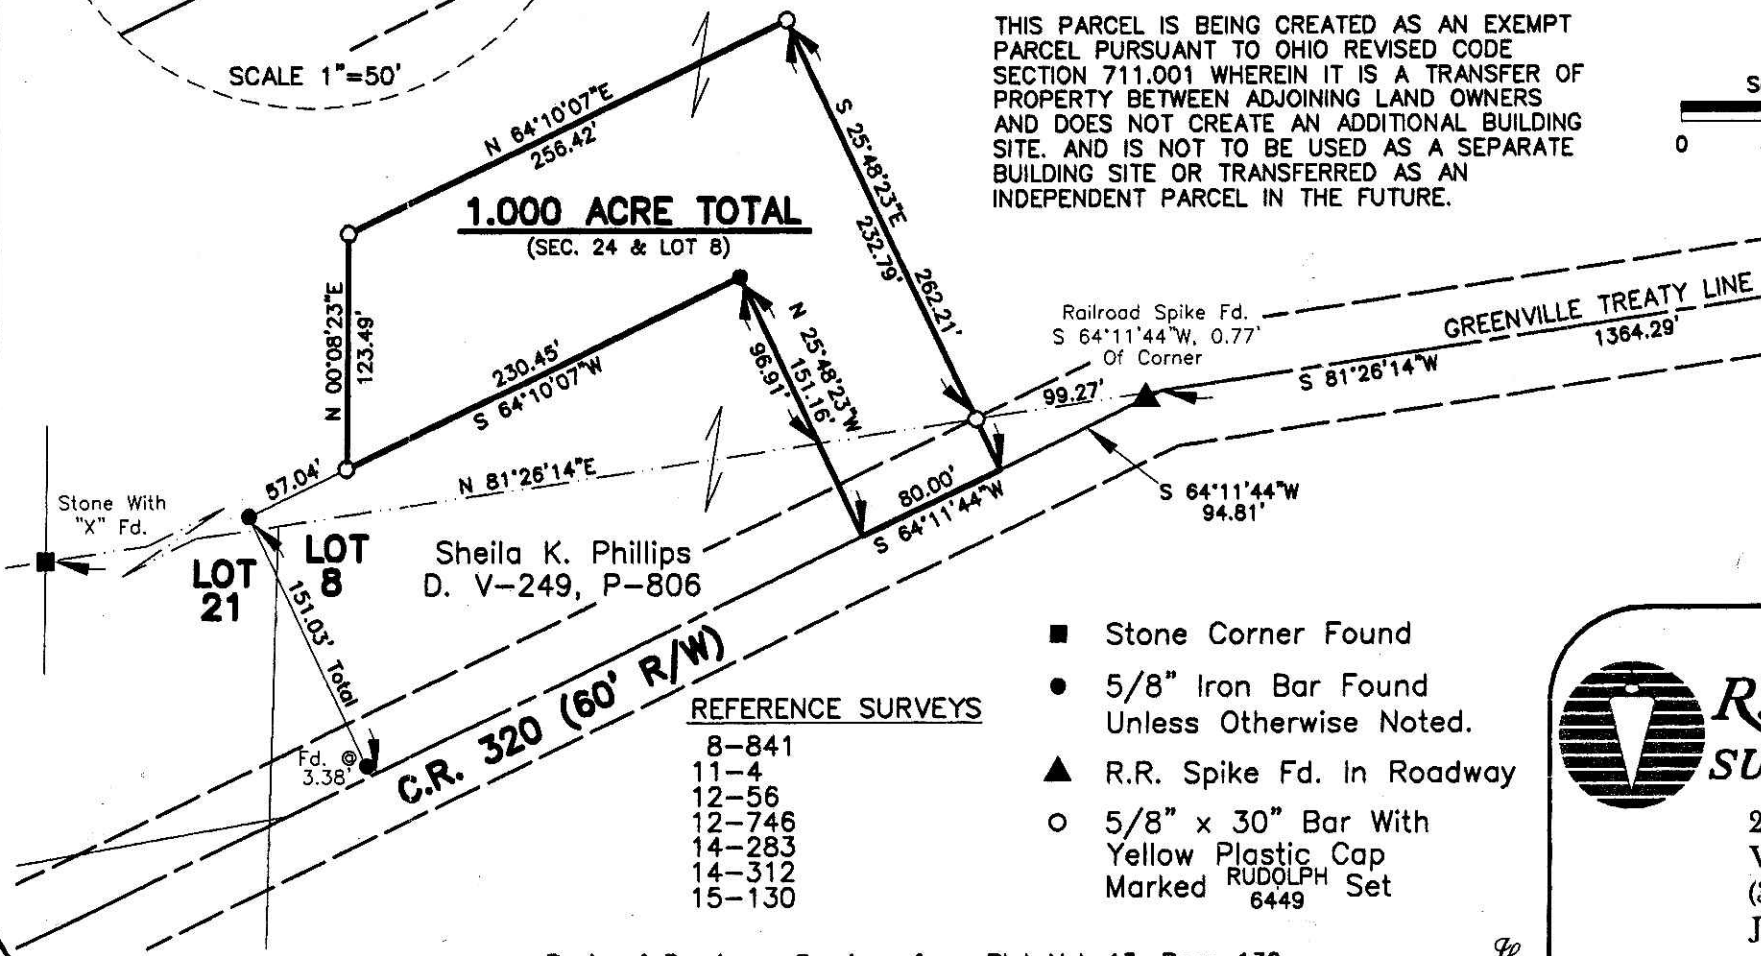 SCALE 1"=50'
THIS PARCEL IS BEING CREATED AS AN EXEMPT
PARCEL PURSUANT TO OHIO REVISED CODE
SECTION 711.001 WHEREIN IT IS A TRANSFER OF
PROPERTY BETWEEN ADJOINING LAND OWNERS
AND DOES NOT CREATE AN ADDITIONAL BUILDING
SITE. AND IS NOT TO BE USED AS A SEPARATE
BUILDING SITE OR TRANSFERRED AS AN
INDEPENDENT PARCEL IN THE FUTURE.
0
N 64°10'07"E
256.42'
S 25°48'23"E
232.79'
262.21'
1.000 ACRE TOTAL
(SEC. 24 & LOT 8)
N 00°08'23"E
123.49'
230.45'
S 64°10'07"W
N 25°48'23"W
151.16'
96.91'
Railroad Spike Fd.
S 64°11'44"W, 0.77'
Of Corner
GREENVILLE TREATY LINE
1364.29'
S 81°26'14"W
99.27'
57.04'
N 81°26'14"E
80.00'
S 64°11'44"W
S 64°11'44"W
94.81'
Stone With
"X" Fd.
LOT
21
LOT
8
Sheila K. Phillips
D. V-249, P-806
151.03' Total
Fd. @
3.38'
C.R. 320 (60' R/W)
REFERENCE SURVEYS
8-841
11-4
12-56
12-746
14-283
14-312
15-130
Stone Corner Found
5/8" Iron Bar Found
Unless Otherwise Noted.
R.R. Spike Fd. In Roadway
5/8" x 30" Bar With
Yellow Plastic Cap
Marked RUDOLPH Set
6449